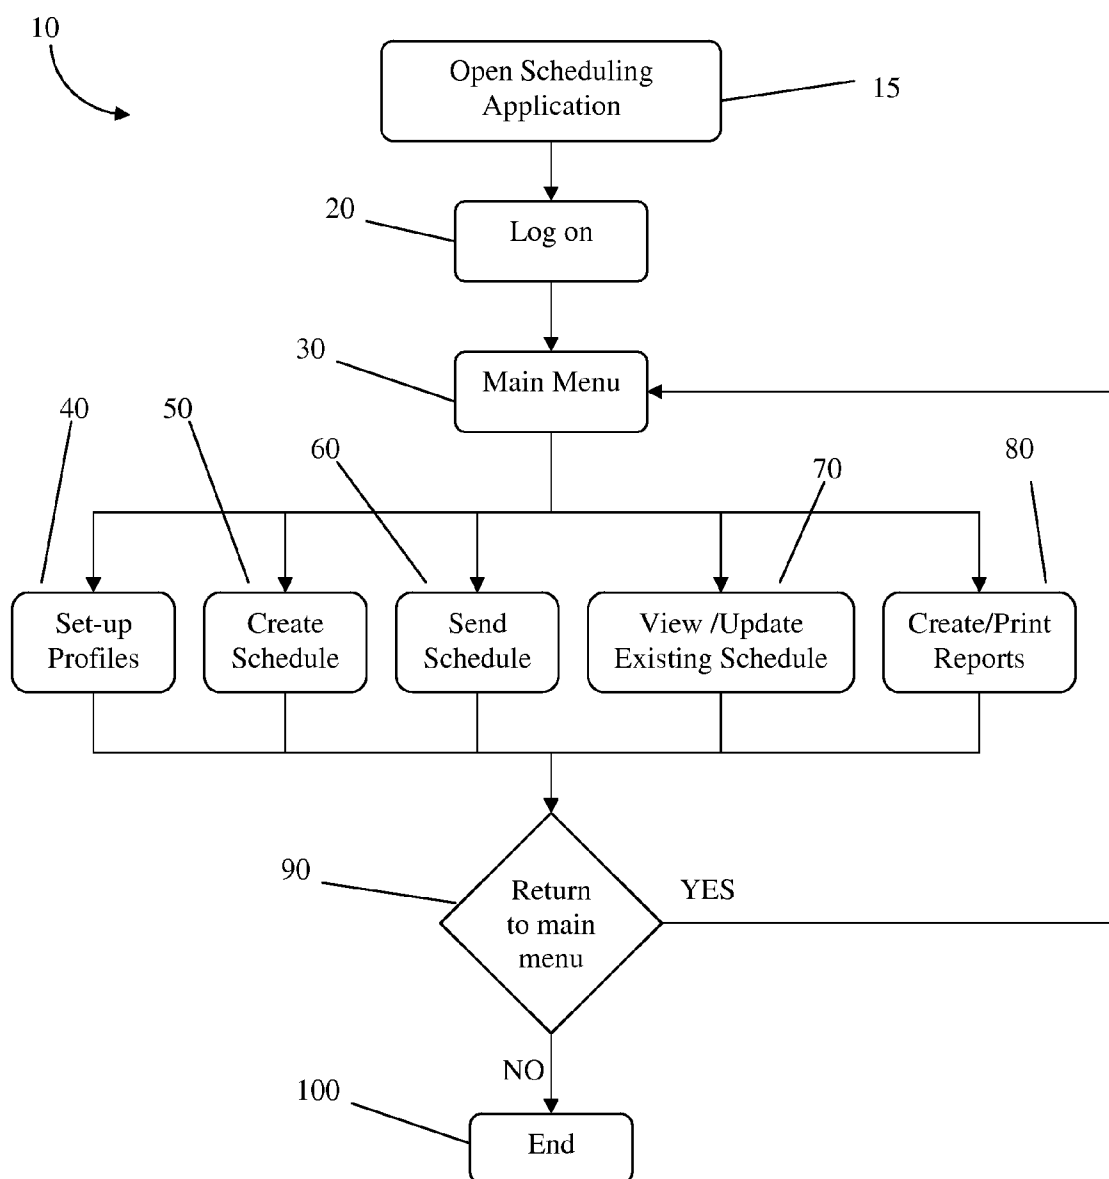 10
Open Scheduling
Application
15
20
Log on
30
Main Menu
40
50
60
70
80
Set-up
Profiles
Create
Schedule
Send
Schedule
View /Update
Existing Schedule
Create/Print
Reports
90
Return
to main
menu
YES
NO
100
End